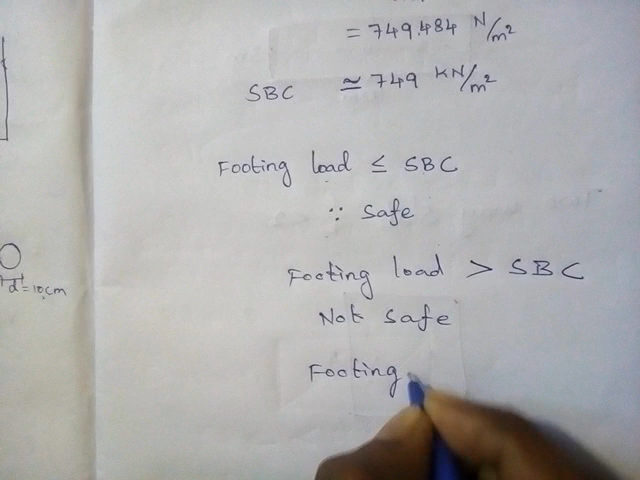 = 749.484 N/m²
SBC ≃ 749 KN/m²
Footing load ≤ SBC
∵ Safe
Footing load > SBC
Not Safe
Footing
d = 10cm